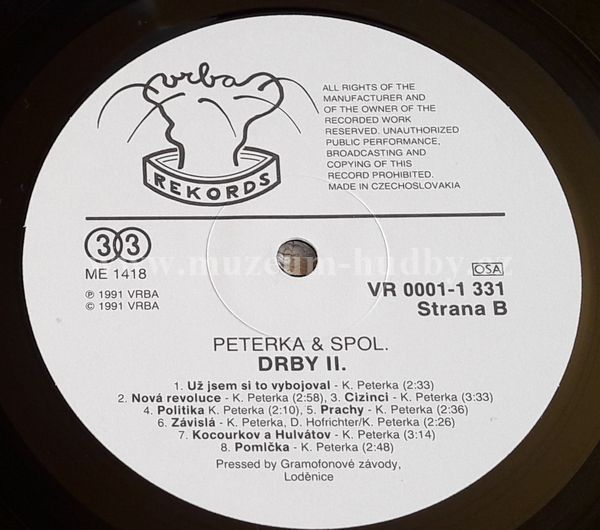 vrba
REKORDS
ALL RIGHTS OF THE
MANUFACTURER AND
OF THE OWNER OF THE
RECORDED WORK
RESERVED. UNAUTHORIZED
PUBLIC PERFORMANCE,
BROADCASTING AND
COPYING OF THIS
RECORD PROHIBITED.
MADE IN CZECHOSLOVAKIA
33
ME 1418
℗ 1991 VRBA
© 1991 VRBA
www.muzeum-hudby.cz
OSA
VR 0001-1 331
Strana B
PETERKA & SPOL.
DRBY II.
1. Už jsem si to vybojoval - K. Peterka (2:33)
2. Nová revoluce - K. Peterka (2:58), 3. Cizinci - K. Peterka (3:33)
4. Politika K. Peterka (2:10), 5. Prachy - K. Peterka (2:36)
6. Závislá - K. Peterka, D. Hofrichter/K. Peterka (2:26)
7. Kocourkov a Hulvátov - K. Peterka (3:14)
8. Pomlčka - K. Peterka (2:48)
Pressed by Gramofonové závody,
Loděnice